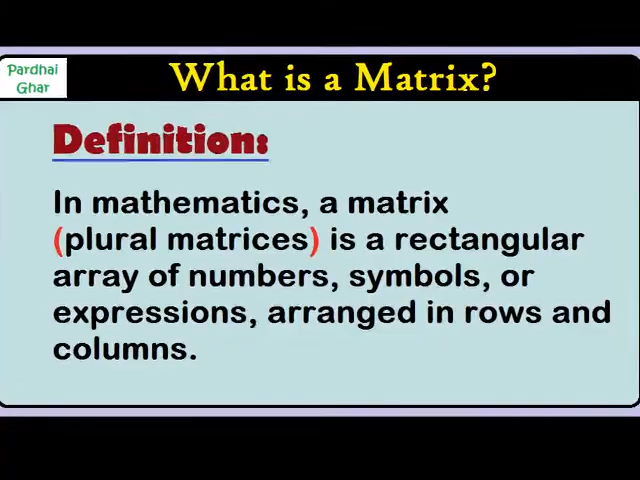 Pardhai
Ghar
What is a Matrix?
Definition:
In mathematics, a matrix
(plural matrices) is a rectangular
array of numbers, symbols, or
expressions, arranged in rows and
columns.